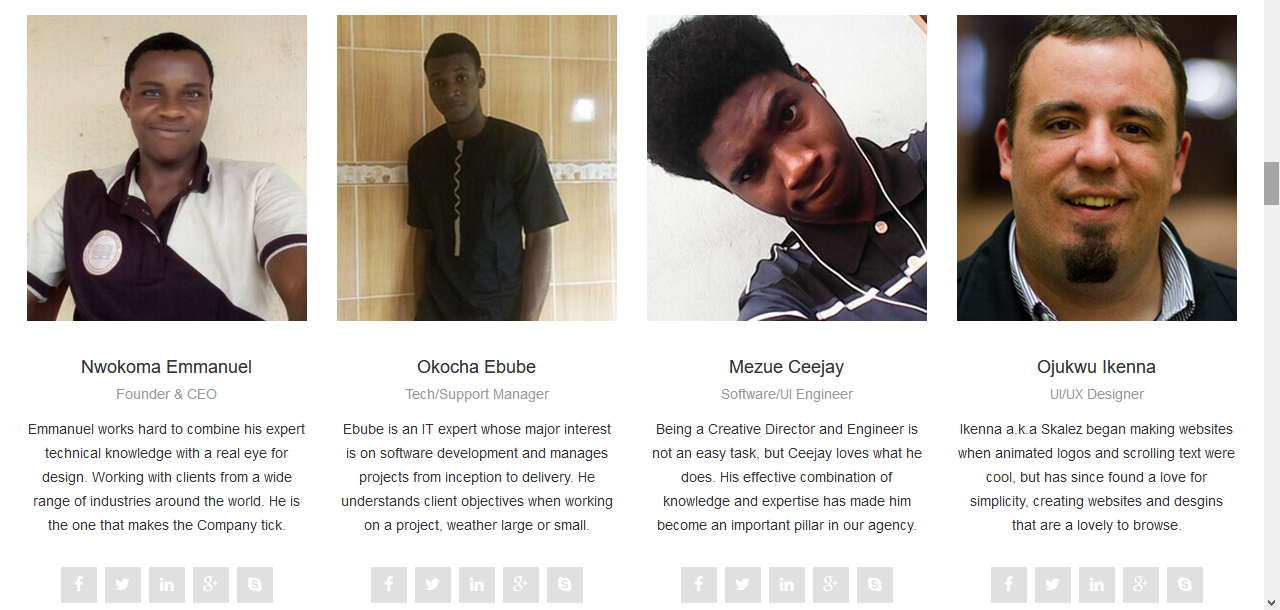 Nwokoma Emmanuel
Founder & CEO
Emmanuel works hard to combine his expert
technical knowledge with a real eye for
design. Working with clients from a wide
range of industries around the world. He is
the one that makes the Company tick.
Okocha Ebube
Tech/Support Manager
Ebube is an IT expert whose major interest
is on software development and manages
projects from inception to delivery. He
understands client objectives when working
on a project, weather large or small.
Mezue Ceejay
Software/UI Engineer
Being a Creative Director and Engineer is
not an easy task, but Ceejay loves what he
does. His effective combination of
knowledge and expertise has made him
become an important pillar in our agency.
Ojukwu Ikenna
UI/UX Designer
Ikenna a.k.a Skalez began making websites
when animated logos and scrolling text were
cool, but has since found a love for
simplicity, creating websites and desgins
that are a lovely to browse.